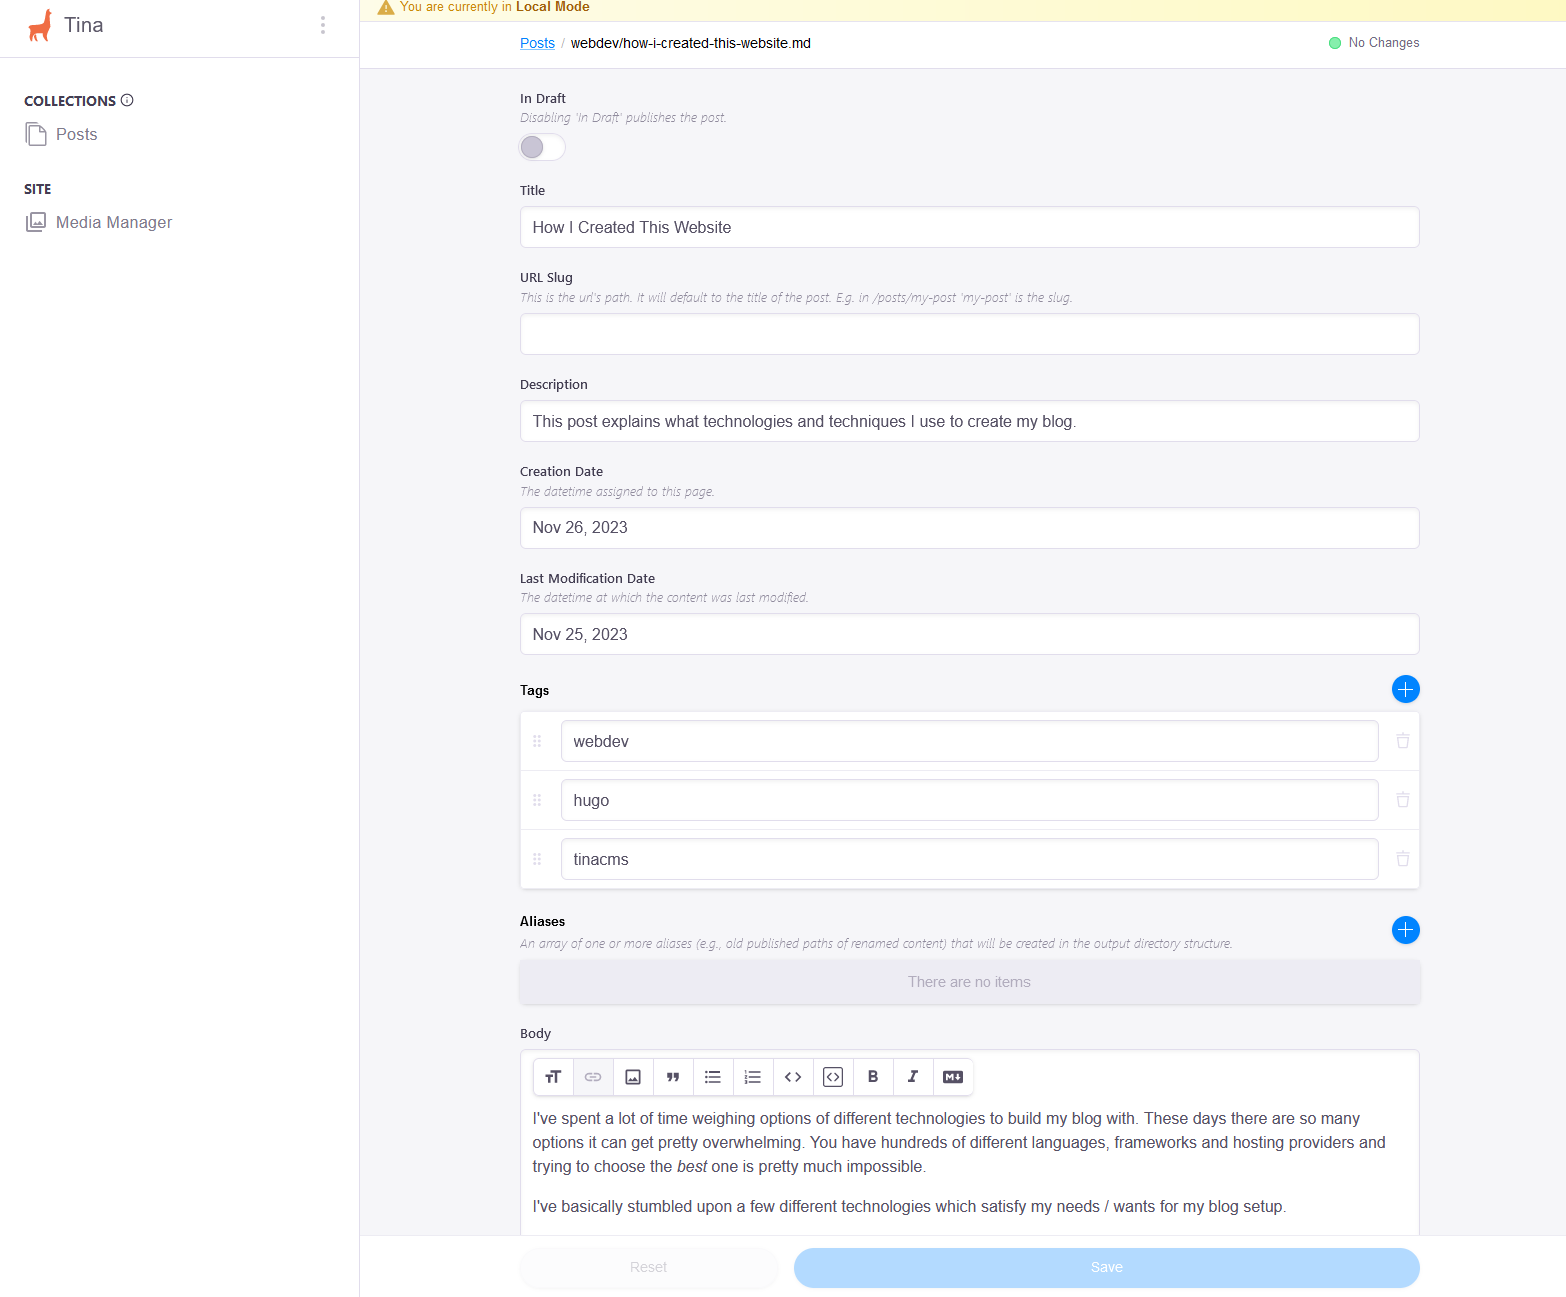 Tina
COLLECTIONS
Posts
SITE
Media Manager
You are currently in Local Mode
Posts / webdev/how-i-created-this-website.md
No Changes
In Draft
Disabling 'In Draft' publishes the post.
Title
How I Created This Website
URL Slug
This is the url's path. It will default to the title of the post. E.g. in /posts/my-post 'my-post' is the slug.
Description
This post explains what technologies and techniques I use to create my blog.
Creation Date
The datetime assigned to this page.
Nov 26, 2023
Last Modification Date
The datetime at which the content was last modified.
Nov 25, 2023
Tags
webdev
hugo
tinacms
Aliases
An array of one or more aliases (e.g., old published paths of renamed content) that will be created in the output directory structure.
There are no items
Body
I've spent a lot of time weighing options of different technologies to build my blog with. These days there are so many
options it can get pretty overwhelming. You have hundreds of different languages, frameworks and hosting providers and
trying to choose the best one is pretty much impossible.
I've basically stumbled upon a few different technologies which satisfy my needs / wants for my blog setup.
Reset
Save